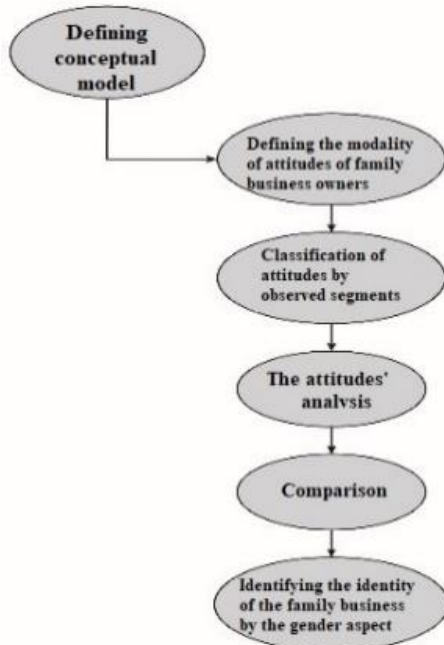 Defining
conceptual
model
Defining the modality
of attitudes of family
business owners
Classification of
attitudes by
observed segments
The attitudes'
analysis
Comparison
Identifying the identity
of the family business
by the gender aspect